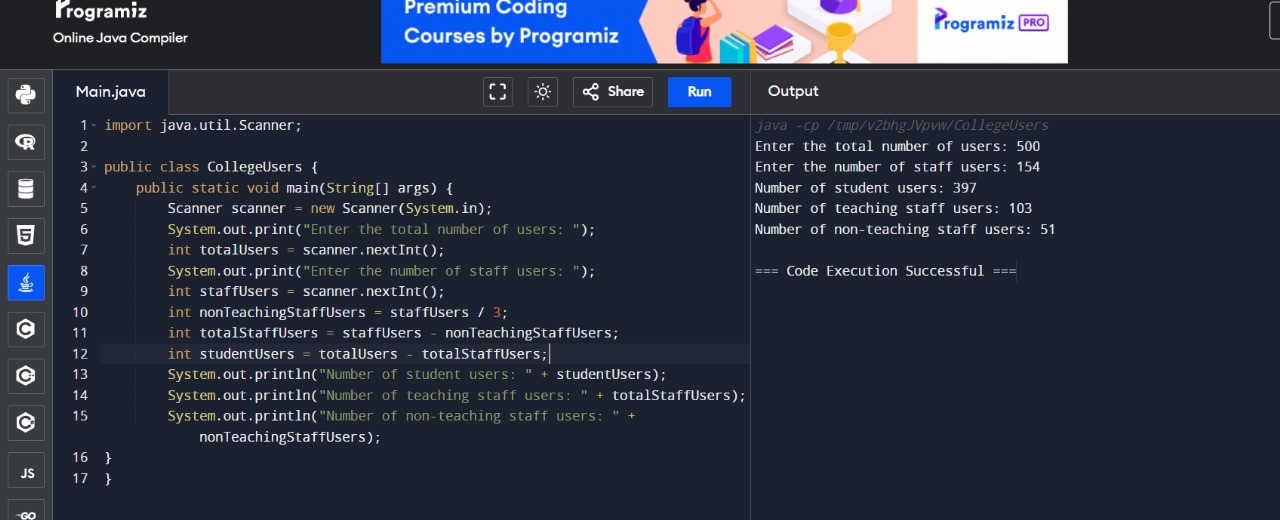 Programiz
Online Java Compiler
Premium Coding
Courses by Programiz
Programiz PRO
Main.java
Share
Run
Output
1 import java.util.Scanner;
2
3 public class CollegeUsers {
4 public static void main(String[] args) {
5 Scanner scanner = new Scanner(System.in);
6 System.out.print("Enter the total number of users: ");
7 int totalUsers = scanner.nextInt();
8 System.out.print("Enter the number of staff users: ");
9 int staffUsers = scanner.nextInt();
10 int nonTeachingStaffUsers = staffUsers / 3;
11 int totalStaffUsers = staffUsers - nonTeachingStaffUsers;
12 int studentUsers = totalUsers - totalStaffUsers;
13 System.out.println("Number of student users: " + studentUsers);
14 System.out.println("Number of teaching staff users: " + totalStaffUsers);
15 System.out.println("Number of non-teaching staff users: " +
nonTeachingStaffUsers);
16 }
17 }
java -cp /tmp/v2bhgJVpvw/CollegeUsers
Enter the total number of users: 500
Enter the number of staff users: 154
Number of student users: 397
Number of teaching staff users: 103
Number of non-teaching staff users: 51
=== Code Execution Successful ===
JS
GO